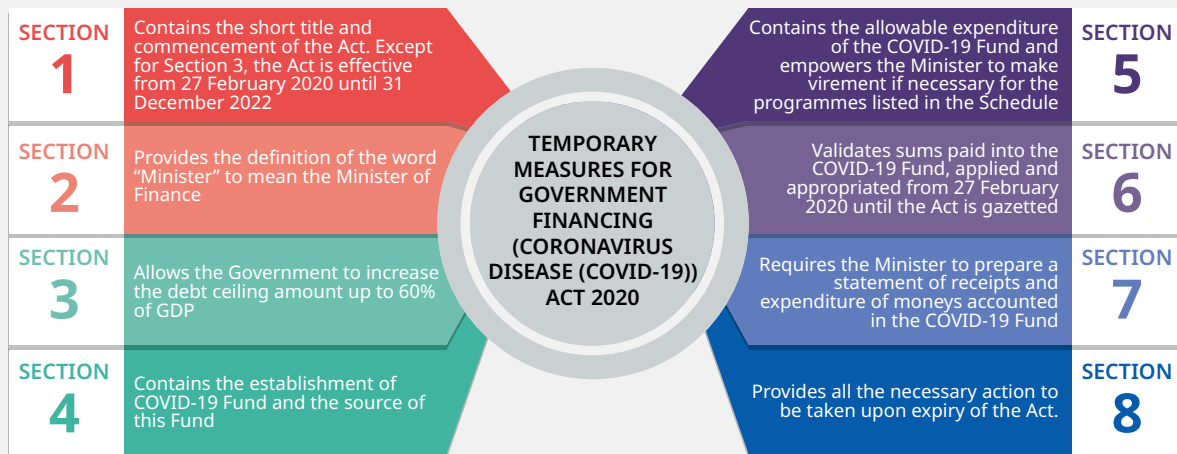 SECTION
1
Contains the short title and
commencement of the Act. Except
for Section 3, the Act is effective
from 27 February 2020 until 31
December 2022
SECTION
2
Provides the definition of the word
“Minister” to mean the Minister of
Finance
SECTION
3
Allows the Government to increase
the debt ceiling amount up to 60%
of GDP
SECTION
4
Contains the establishment of
COVID-19 Fund and the source of
this Fund
TEMPORARY
MEASURES FOR
GOVERNMENT
FINANCING
(CORONAVIRUS
DISEASE (COVID-19))
ACT 2020
Contains the allowable expenditure
of the COVID-19 Fund and
empowers the Minister to make
virement if necessary for the
programmes listed in the Schedule
SECTION
5
Validates sums paid into the
COVID-19 Fund, applied and
appropriated from 27 February
2020 until the Act is gazetted
SECTION
6
Requires the Minister to prepare a
statement of receipts and
expenditure of moneys accounted
in the COVID-19 Fund
SECTION
7
Provides all the necessary action to
be taken upon expiry of the Act.
SECTION
8